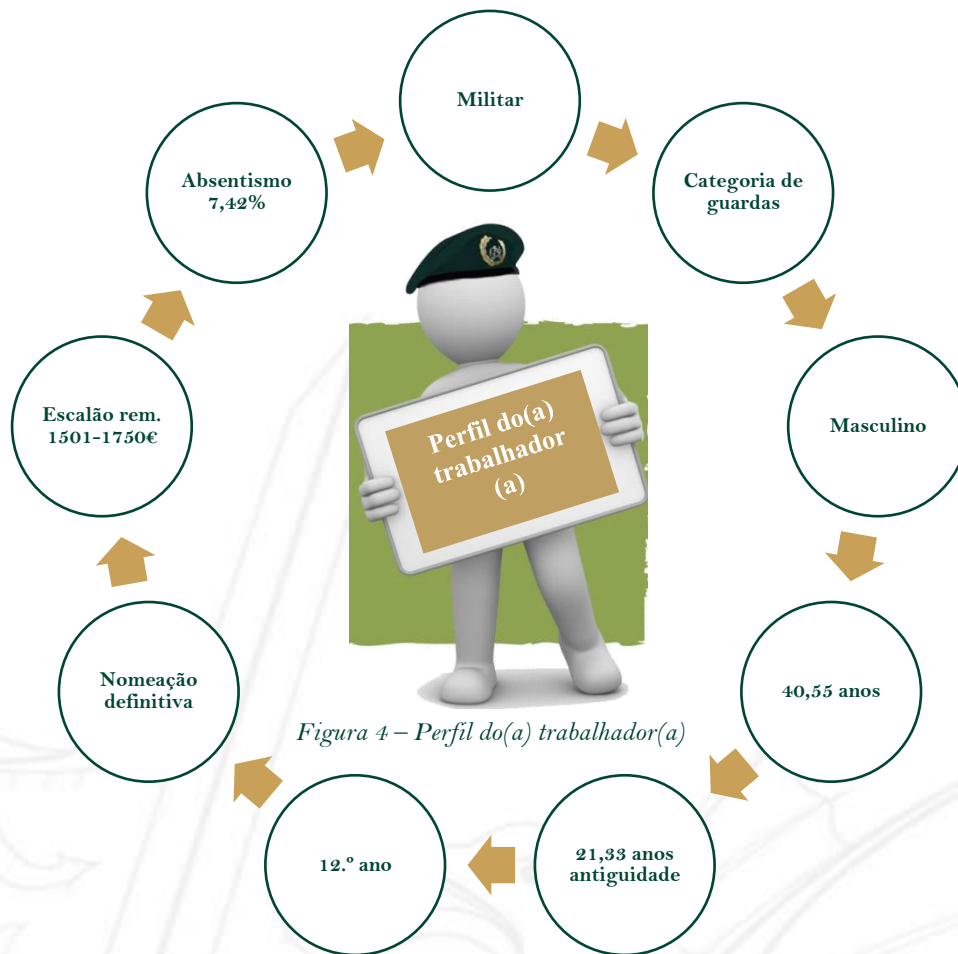 Militar
Categoria de
guardas
Masculino
40,55 anos
21,33 anos
antiguidade
12.º ano
Nomeação
definitiva
Escalão rem.
1501-1750€
Absentismo
7,42%
Perfil do(a)
trabalhador
(a)
Figura 4 – Perfil do(a) trabalhador(a)